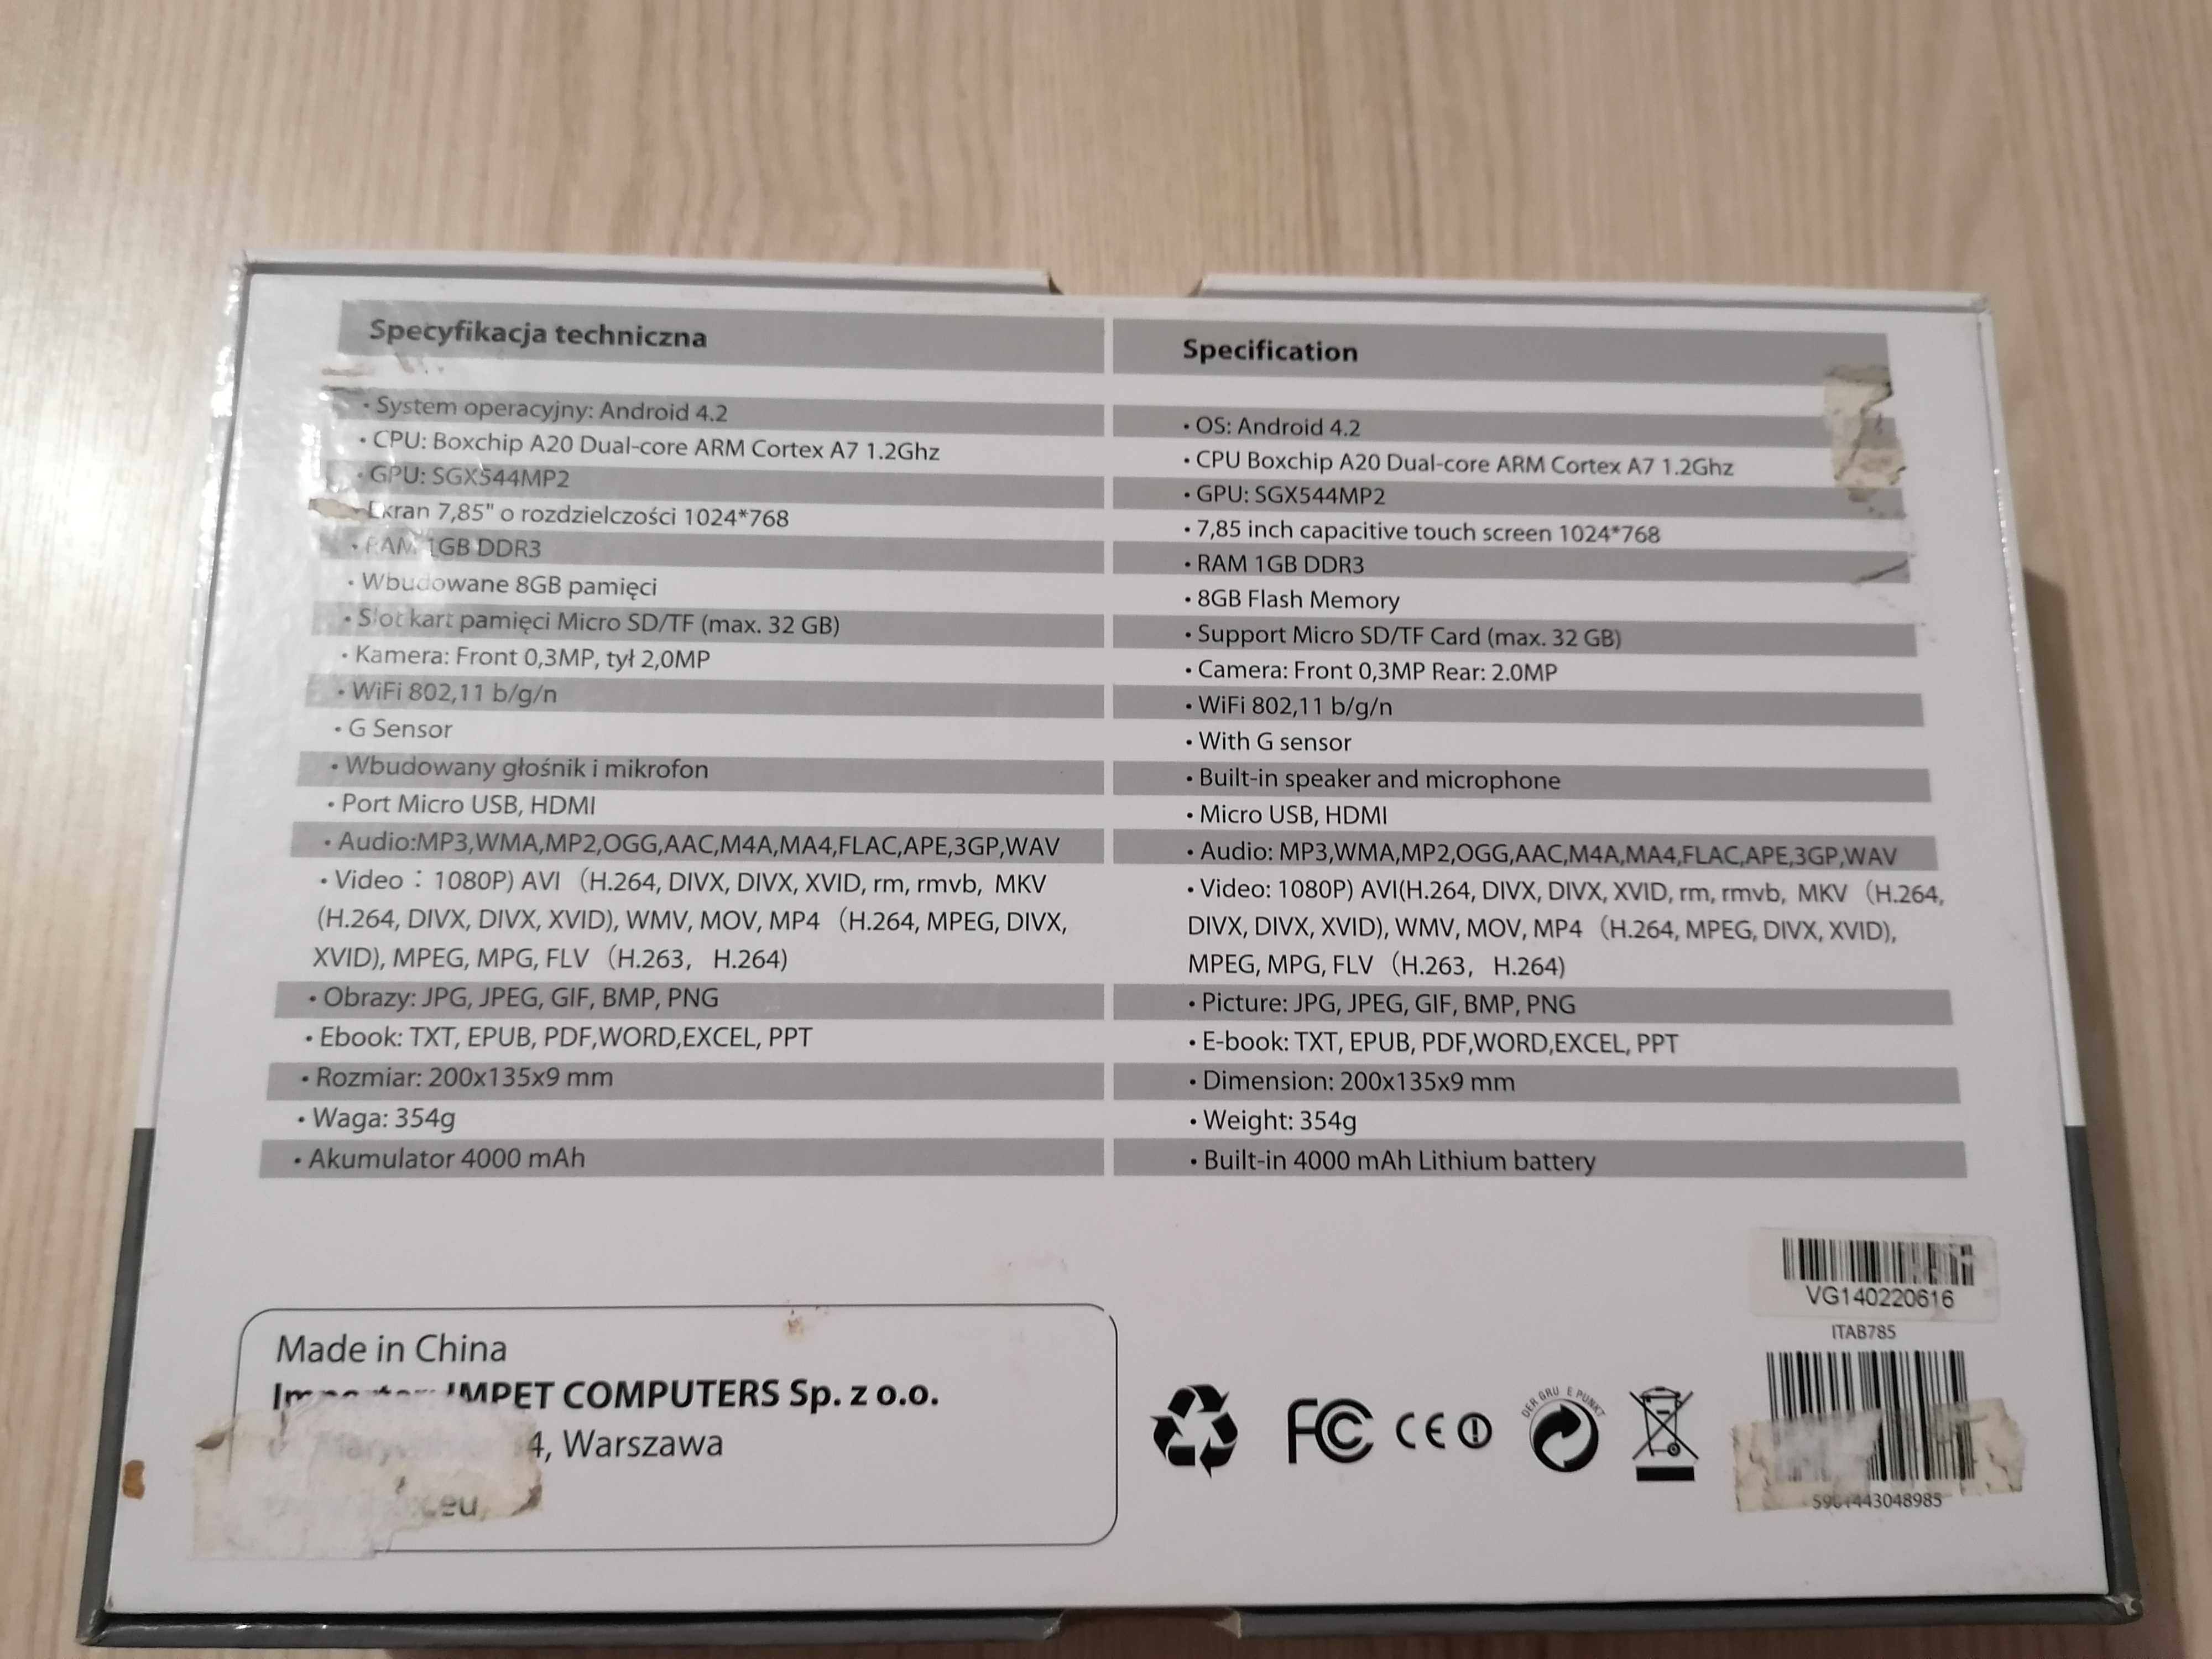 Specyfikacja techniczna
• System operacyjny: Android 4.2
• CPU: Boxchip A20 Dual-core ARM Cortex A7 1.2Ghz
• GPU: SGX544MP2
Ekran 7,85" o rozdzielczości 1024*768
• RAM 1GB DDR3
• Wbudowane 8GB pamięci
• Slot kart pamięci Micro SD/TF (max. 32 GB)
• Kamera: Front 0,3MP, tył 2,0MP
• WiFi 802,11 b/g/n
• G Sensor
• Wbudowany głośnik i mikrofon
• Port Micro USB, HDMI
• Audio:MP3,WMA,MP2,OGG,AAC,M4A,MA4,FLAC,APE,3GP,WAV
• Video：1080P) AVI（H.264, DIVX, DIVX, XVID, rm, rmvb, MKV
(H.264, DIVX, DIVX, XVID), WMV, MOV, MP4（H.264, MPEG, DIVX,
XVID), MPEG, MPG, FLV（H.263， H.264)
• Obrazy: JPG, JPEG, GIF, BMP, PNG
• Ebook: TXT, EPUB, PDF,WORD,EXCEL, PPT
• Rozmiar: 200x135x9 mm
• Waga: 354g
• Akumulator 4000 mAh
Specification
• OS: Android 4.2
• CPU Boxchip A20 Dual-core ARM Cortex A7 1.2Ghz
• GPU: SGX544MP2
• 7,85 inch capacitive touch screen 1024*768
• RAM 1GB DDR3
• 8GB Flash Memory
• Support Micro SD/TF Card (max. 32 GB)
• Camera: Front 0,3MP Rear: 2.0MP
• WiFi 802,11 b/g/n
• With G sensor
• Built-in speaker and microphone
• Micro USB, HDMI
• Audio: MP3,WMA,MP2,OGG,AAC,M4A,MA4,FLAC,APE,3GP,WAV
• Video: 1080P) AVI(H.264, DIVX, DIVX, XVID, rm, rmvb, MKV（H.264,
DIVX, DIVX, XVID), WMV, MOV, MP4（H.264, MPEG, DIVX, XVID),
MPEG, MPG, FLV（H.263， H.264)
• Picture: JPG, JPEG, GIF, BMP, PNG
• E-book: TXT, EPUB, PDF,WORD,EXCEL, PPT
• Dimension: 200x135x9 mm
• Weight: 354g
• Built-in 4000 mAh Lithium battery
Made in China
IMPET COMPUTERS Sp. z o.o.
4, Warszawa
.eu
FC CE
DER GRU E PUNKT
VG140220616
ITAB785